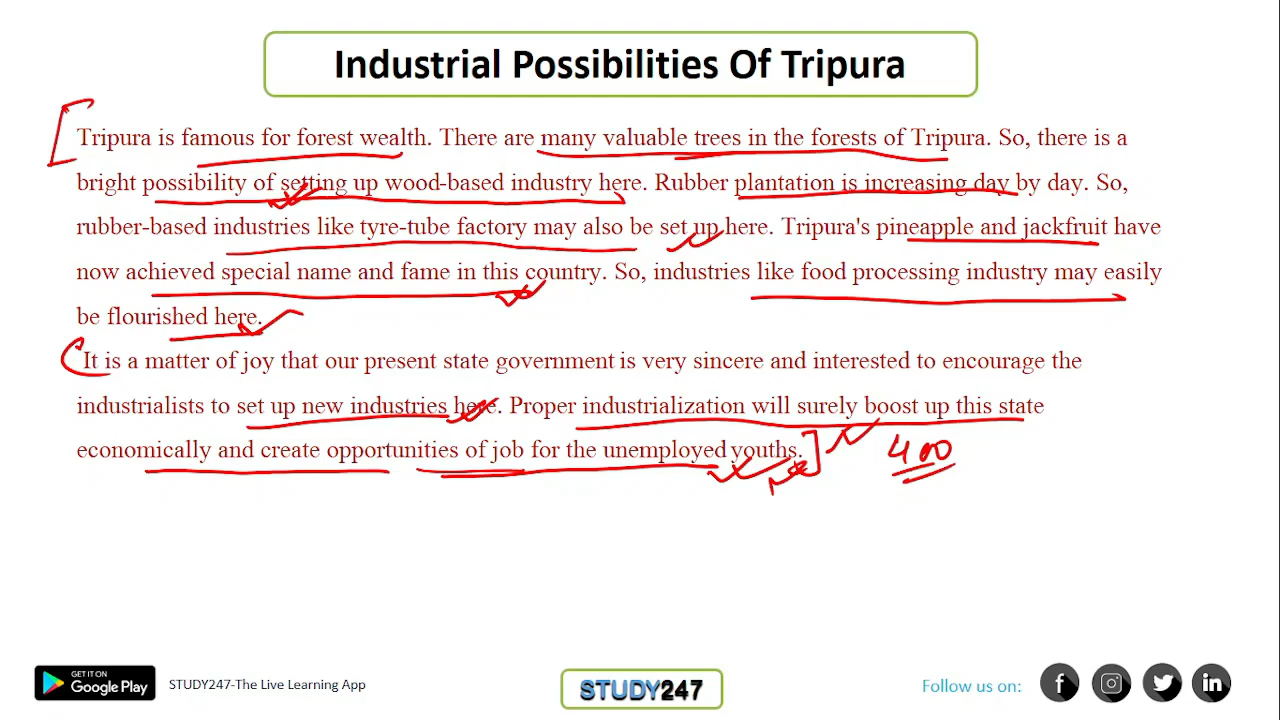 Industrial Possibilities Of Tripura
Tripura is famous for forest wealth. There are many valuable trees in the forests of Tripura. So, there is a
bright possibility of setting up wood-based industry here. Rubber plantation is increasing day by day. So,
rubber-based industries like tyre-tube factory may also be set up here. Tripura's pineapple and jackfruit have
now achieved special name and fame in this country. So, industries like food processing industry may easily
be flourished here.
It is a matter of joy that our present state government is very sincere and interested to encourage the
industrialists to set up new industries here. Proper industrialization will surely boost up this state
economically and create opportunities of job for the unemployed youths.
400
GET IT ON
Google Play
STUDY247-The Live Learning App
STUDY247
Follow us on: